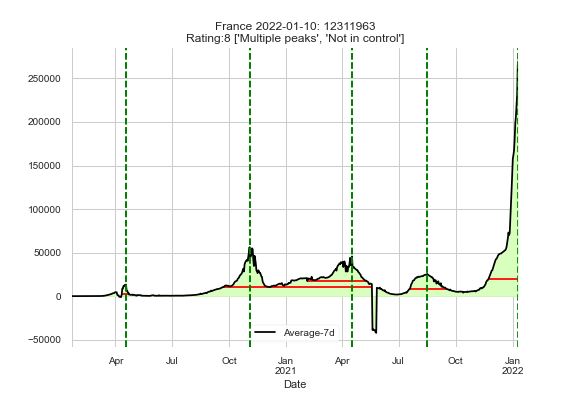 France 2022-01-10: 12311963
Rating:8 ['Multiple peaks', 'Not in control']
250000
200000
150000
100000
50000
0
−50000
Average-7d
Apr Jul Oct Jan Apr Jul Oct Jan
2021 2022
Date